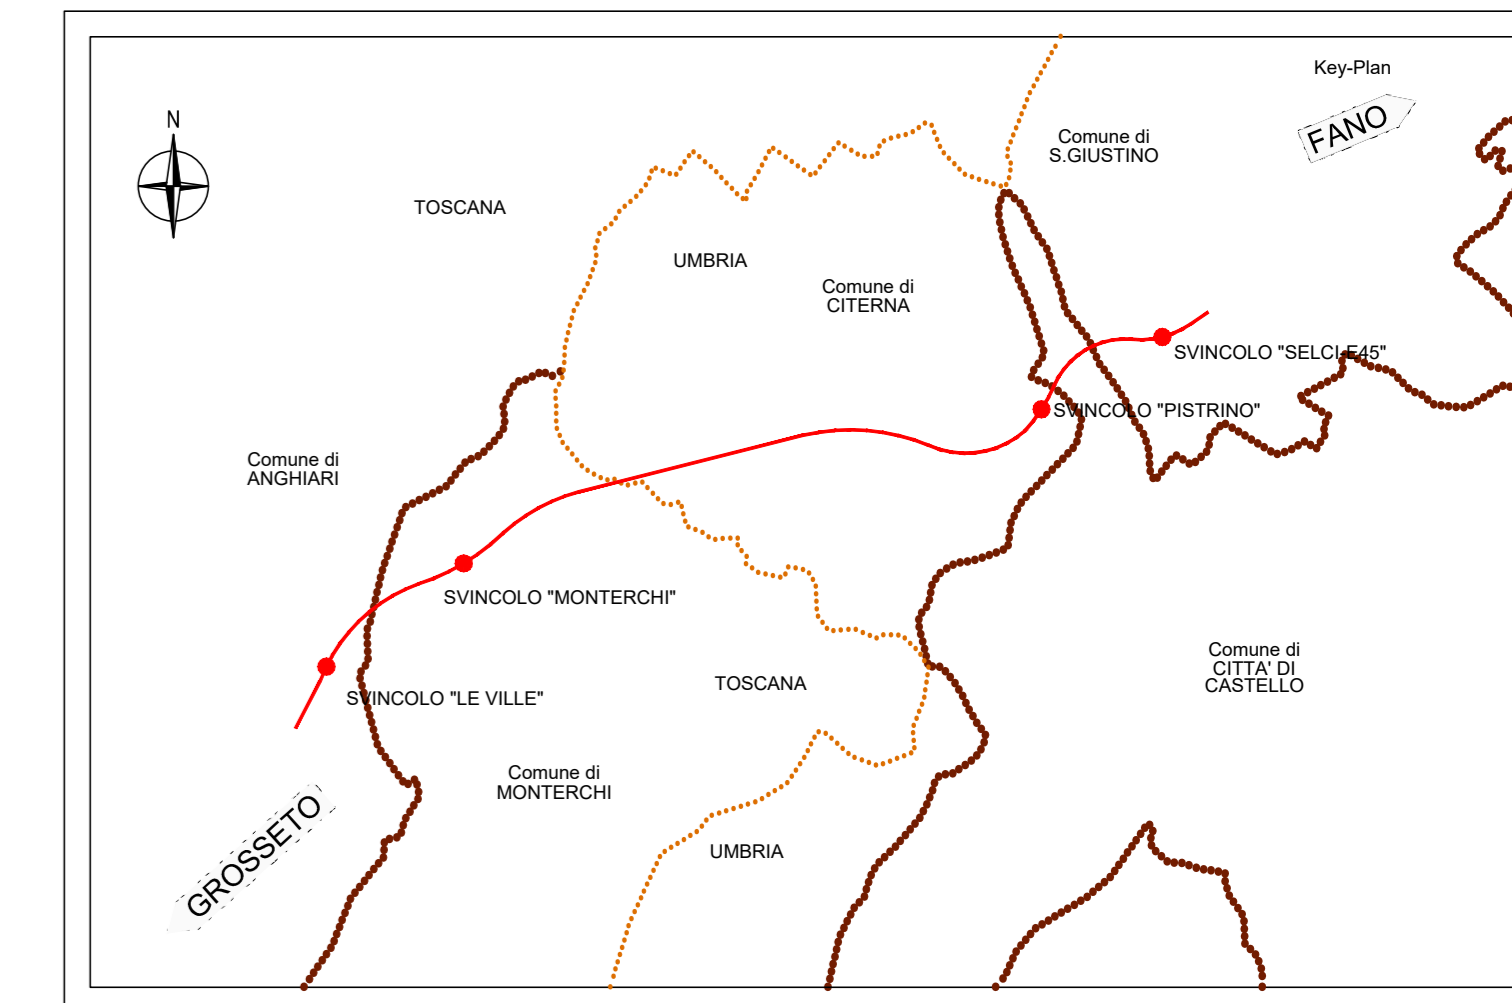 Key-Plan
FANO
N
Comune di
S.GIUSTINO
TOSCANA
UMBRIA
Comune di
CITERNA
SVINCOLO "SELCI E45"
SVINCOLO "PISTRINO"
Comune di
ANGHIARI
SVINCOLO "MONTERCHI"
Comune di
CITTA' DI
CASTELLO
TOSCANA
SVINCOLO "LE VILLE"
Comune di
MONTERCHI
GROSSETO
UMBRIA